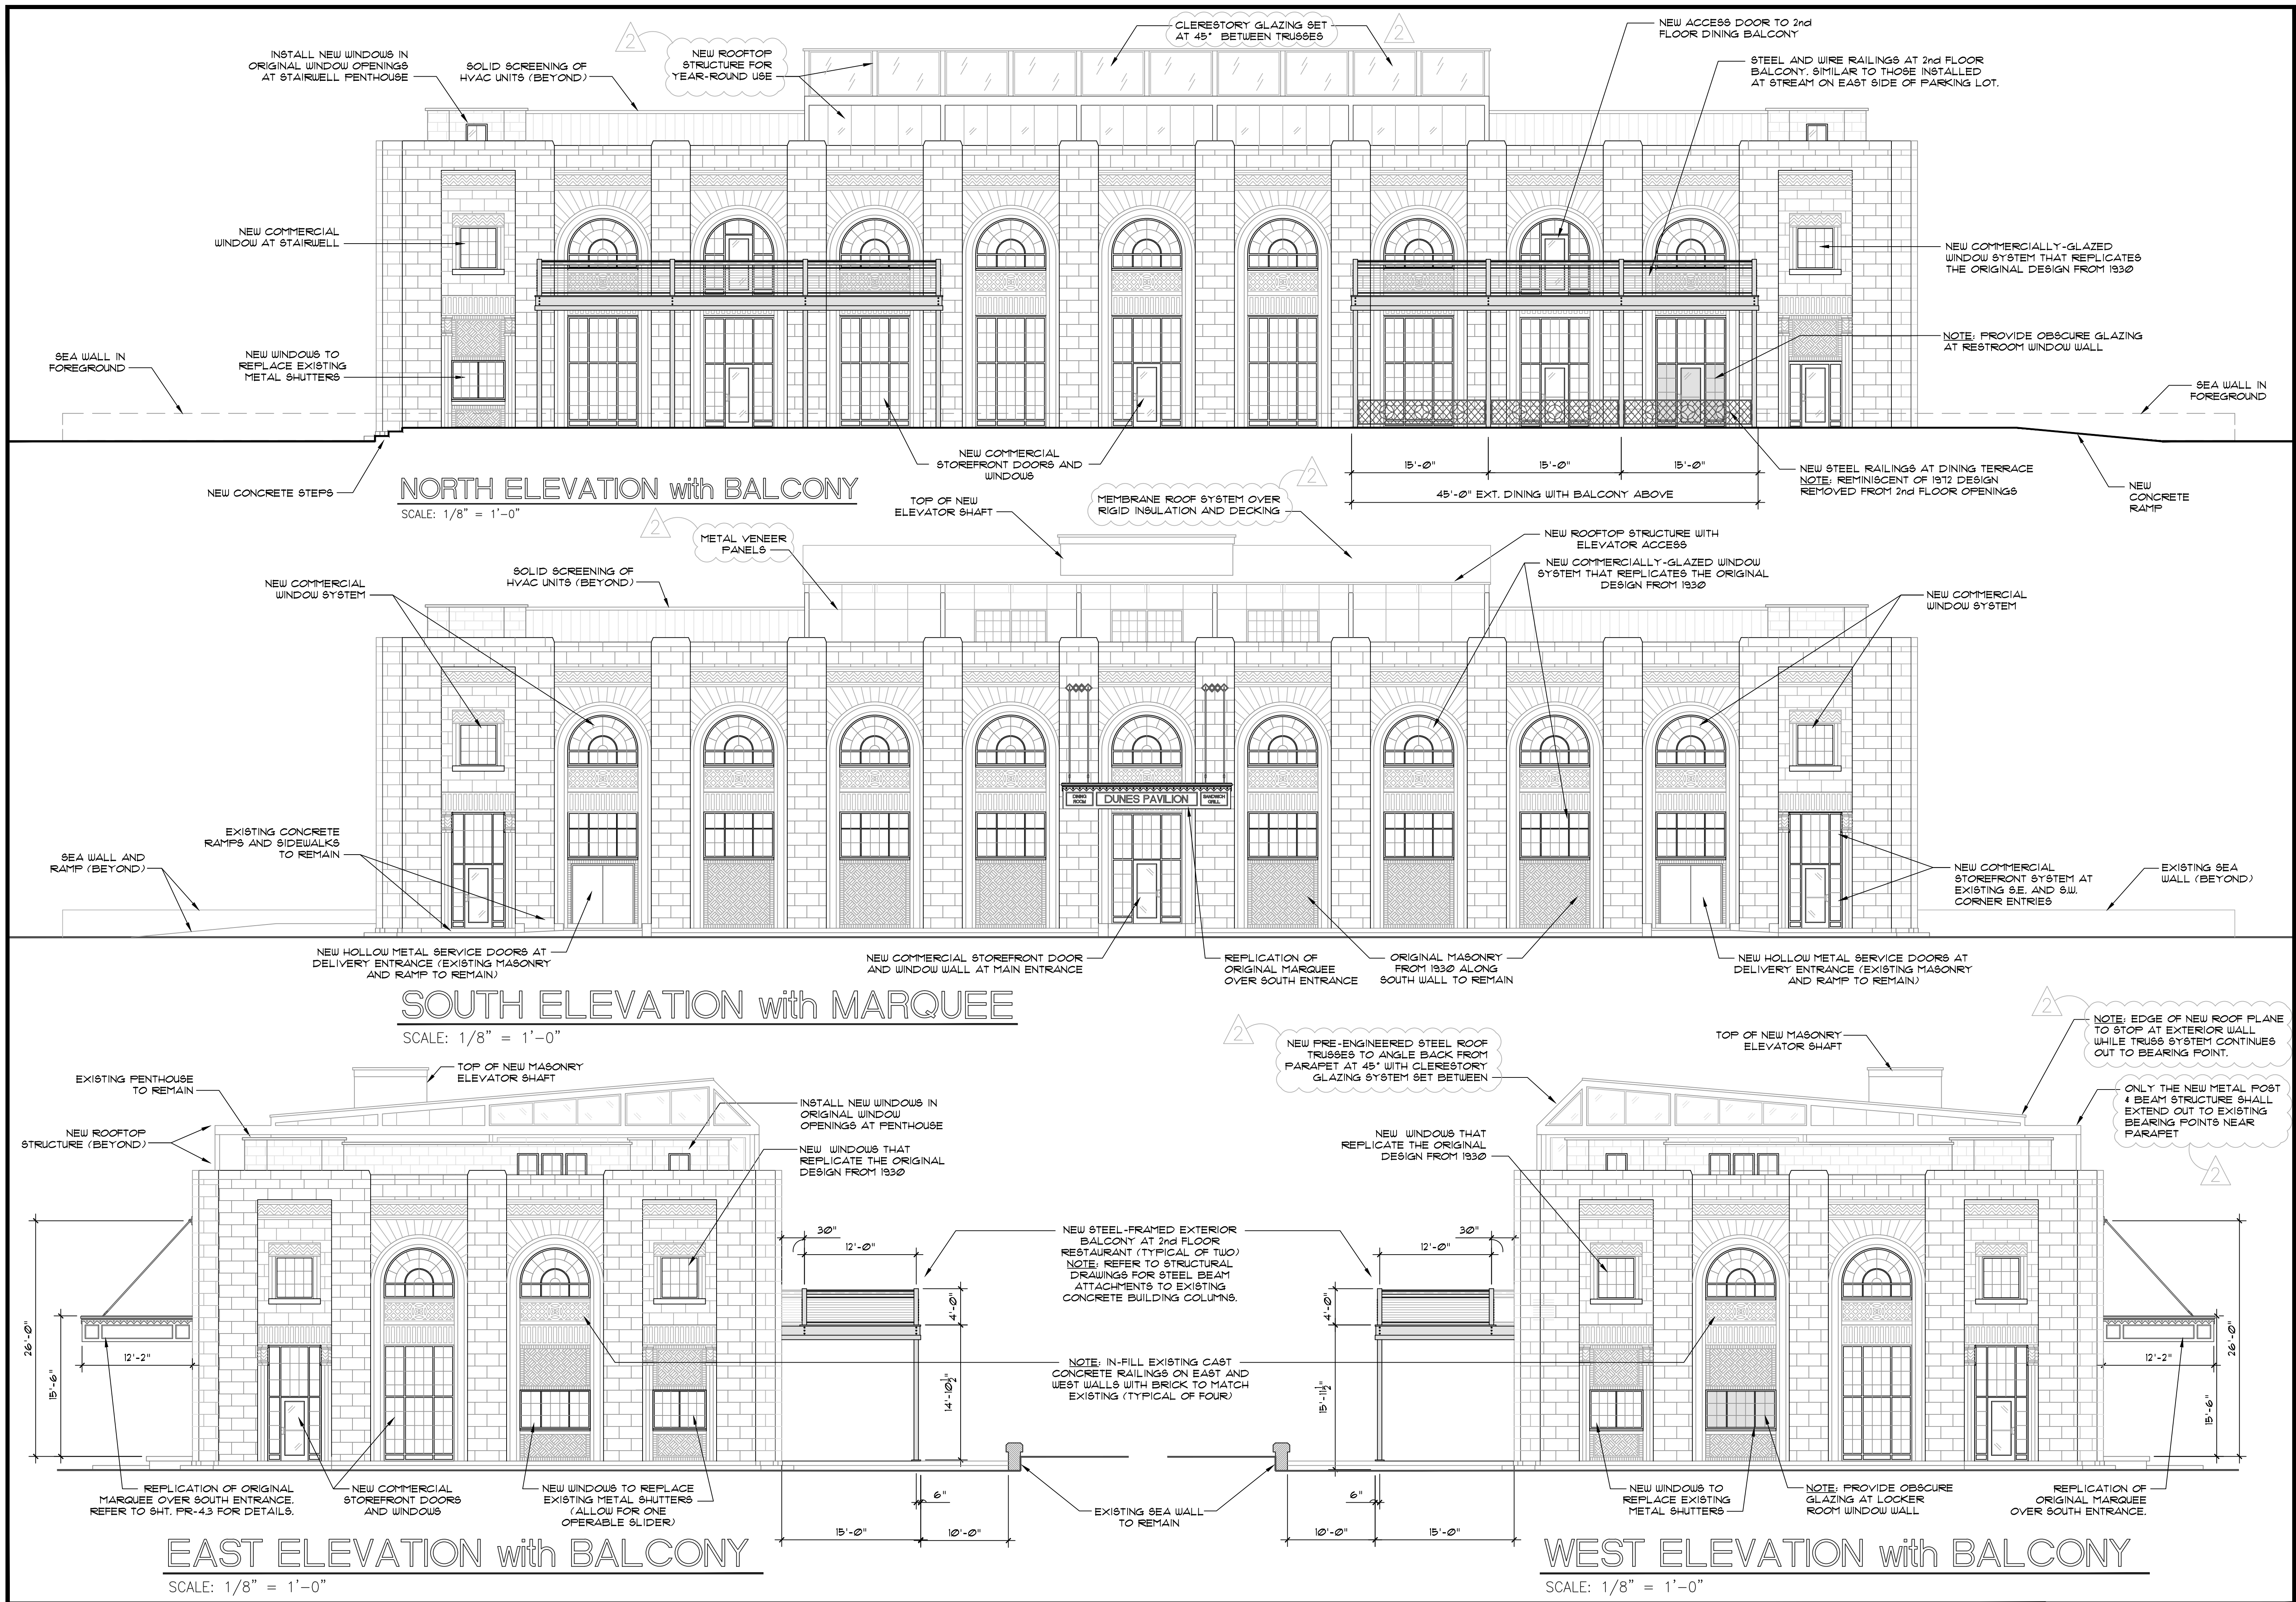 INSTALL NEW WINDOWS IN
ORIGINAL WINDOW OPENINGS
AT STAIRWELL PENTHOUSE
SOLID SCREENING OF
HVAC UNITS (BEYOND)
2
NEW ROOFTOP
STRUCTURE FOR
YEAR-ROUND USE
CLERESTORY GLAZING SET
AT 45° BETWEEN TRUSSES
2
NEW ACCESS DOOR TO 2nd
FLOOR DINING BALCONY
STEEL AND WIRE RAILINGS AT 2nd FLOOR
BALCONY. SIMILAR TO THOSE INSTALLED
AT STREAM ON EAST SIDE OF PARKING LOT.
NEW COMMERCIAL
WINDOW AT STAIRWELL
NEW COMMERCIALLY-GLAZED
WINDOW SYSTEM THAT REPLICATES
THE ORIGINAL DESIGN FROM 1930
SEA WALL IN
FOREGROUND
NEW WINDOWS TO
REPLACE EXISTING
METAL SHUTTERS
NOTE: PROVIDE OBSCURE GLAZING
AT RESTROOM WINDOW WALL
SEA WALL IN
FOREGROUND
NEW CONCRETE STEPS
NEW COMMERCIAL
STOREFRONT DOORS AND
WINDOWS
15'-0"
15'-0"
15'-0"
45'-0" EXT. DINING WITH BALCONY ABOVE
NEW STEEL RAILINGS AT DINING TERRACE
NOTE: REMINISCENT OF 1972 DESIGN
REMOVED FROM 2nd FLOOR OPENINGS
NEW
CONCRETE
RAMP
NORTH ELEVATION with BALCONY
SCALE: 1/8" = 1'-0"
2
METAL VENEER
PANELS
TOP OF NEW
ELEVATOR SHAFT
2
MEMBRANE ROOF SYSTEM OVER
RIGID INSULATION AND DECKING
NEW ROOFTOP STRUCTURE WITH
ELEVATOR ACCESS
NEW COMMERCIALLY-GLAZED WINDOW
SYSTEM THAT REPLICATES THE ORIGINAL
DESIGN FROM 1930
NEW COMMERCIAL
WINDOW SYSTEM
SOLID SCREENING OF
HVAC UNITS (BEYOND)
NEW COMMERCIAL
WINDOW SYSTEM
DINING
ROOM
DUNES PAVILION
SANDWICH
GRILL
EXISTING CONCRETE
RAMPS AND SIDEWALKS
TO REMAIN
SEA WALL AND
RAMP (BEYOND)
NEW COMMERCIAL
STOREFRONT SYSTEM AT
EXISTING S.E. AND S.W.
CORNER ENTRIES
EXISTING SEA
WALL (BEYOND)
NEW HOLLOW METAL SERVICE DOORS AT
DELIVERY ENTRANCE (EXISTING MASONRY
AND RAMP TO REMAIN)
NEW COMMERCIAL STOREFRONT DOOR
AND WINDOW WALL AT MAIN ENTRANCE
REPLICATION OF
ORIGINAL MARQUEE
OVER SOUTH ENTRANCE
ORIGINAL MASONRY
FROM 1930 ALONG
SOUTH WALL TO REMAIN
NEW HOLLOW METAL SERVICE DOORS AT
DELIVERY ENTRANCE (EXISTING MASONRY
AND RAMP TO REMAIN)
SOUTH ELEVATION with MARQUEE
SCALE: 1/8" = 1'-0"
EXISTING PENTHOUSE
TO REMAIN
NEW ROOFTOP
STRUCTURE (BEYOND)
TOP OF NEW MASONRY
ELEVATOR SHAFT
INSTALL NEW WINDOWS IN
ORIGINAL WINDOW
OPENINGS AT PENTHOUSE
NEW WINDOWS THAT
REPLICATE THE ORIGINAL
DESIGN FROM 1930
2
NEW PRE-ENGINEERED STEEL ROOF
TRUSSES TO ANGLE BACK FROM
PARAPET AT 45° WITH CLERESTORY
GLAZING SYSTEM SET BETWEEN
NEW WINDOWS THAT
REPLICATE THE ORIGINAL
DESIGN FROM 1930
TOP OF NEW MASONRY
ELEVATOR SHAFT
2
NOTE: EDGE OF NEW ROOF PLANE
TO STOP AT EXTERIOR WALL
WHILE TRUSS SYSTEM CONTINUES
OUT TO BEARING POINT.
ONLY THE NEW METAL POST
& BEAM STRUCTURE SHALL
EXTEND OUT TO EXISTING
BEARING POINTS NEAR
PARAPET
2
26'-0"
15'-6"
12'-2"
30"
12'-0"
4'-0"
14'-10 1/2"
NEW STEEL-FRAMED EXTERIOR
BALCONY AT 2nd FLOOR
RESTAURANT (TYPICAL OF TWO)
NOTE: REFER TO STRUCTURAL
DRAWINGS FOR STEEL BEAM
ATTACHMENTS TO EXISTING
CONCRETE BUILDING COLUMNS.
NOTE: IN-FILL EXISTING CAST
CONCRETE RAILINGS ON EAST AND
WEST WALLS WITH BRICK TO MATCH
EXISTING (TYPICAL OF FOUR)
30"
12'-0"
4'-0"
15'-11 1/2"
26'-0"
15'-6"
12'-2"
REPLICATION OF ORIGINAL
MARQUEE OVER SOUTH ENTRANCE.
REFER TO SHT. PR-4.3 FOR DETAILS.
NEW COMMERCIAL
STOREFRONT DOORS
AND WINDOWS
NEW WINDOWS TO REPLACE
EXISTING METAL SHUTTERS
(ALLOW FOR ONE
OPERABLE SLIDER)
6"
15'-0"
10'-0"
EXISTING SEA WALL
TO REMAIN
6"
10'-0"
15'-0"
NEW WINDOWS TO
REPLACE EXISTING
METAL SHUTTERS
NOTE: PROVIDE OBSCURE
GLAZING AT LOCKER
ROOM WINDOW WALL
REPLICATION OF
ORIGINAL MARQUEE
OVER SOUTH ENTRANCE.
EAST ELEVATION with BALCONY
SCALE: 1/8" = 1'-0"
WEST ELEVATION with BALCONY
SCALE: 1/8" = 1'-0"